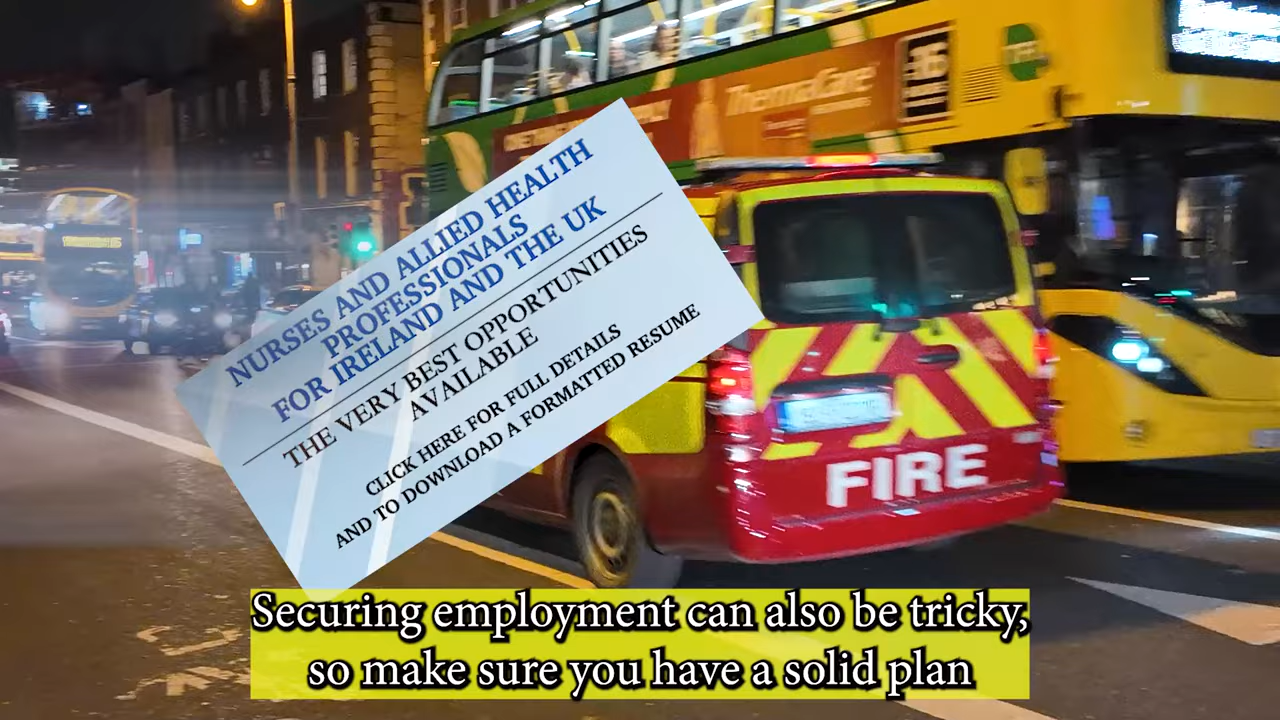 ThermaCare
NURSES AND ALLIED HEALTH
PROFESSIONALS
FOR IRELAND AND THE UK
THE VERY BEST OPPORTUNITIES
AVAILABLE
CLICK HERE FOR FULL DETAILS
AND TO DOWNLOAD A FORMATTED RESUME
FIRE
Securing employment can also be tricky,
so make sure you have a solid plan